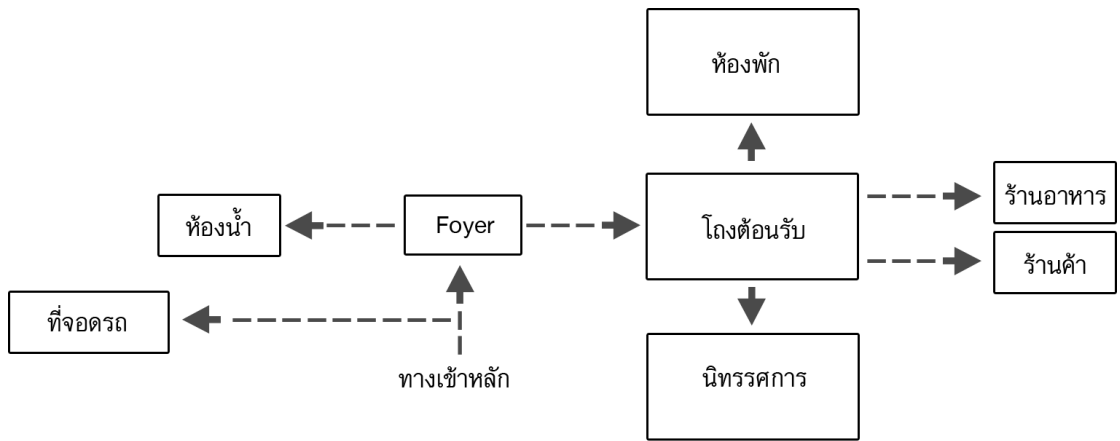 ห้องพัก
ร้านอาหาร
ห้องน้ำ
Foyer
โถงต้อนรับ
ร้านค้า
ที่จอดรถ
ทางเข้าหลัก
นิทรรศการ